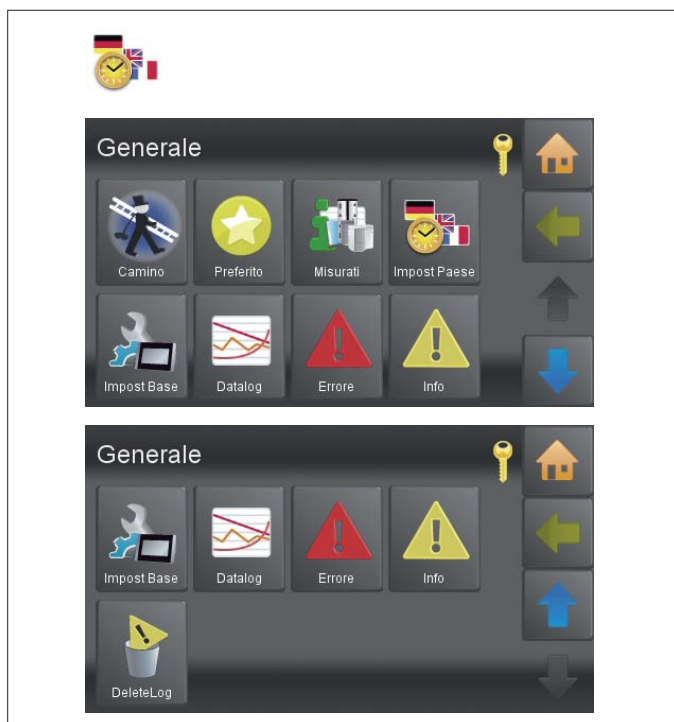 Generale
Camino Preferito Misurati Impost Paese
Impost Base Datalog Errore Info
Generale
Impost Base Datalog Errore Info
DeleteLog